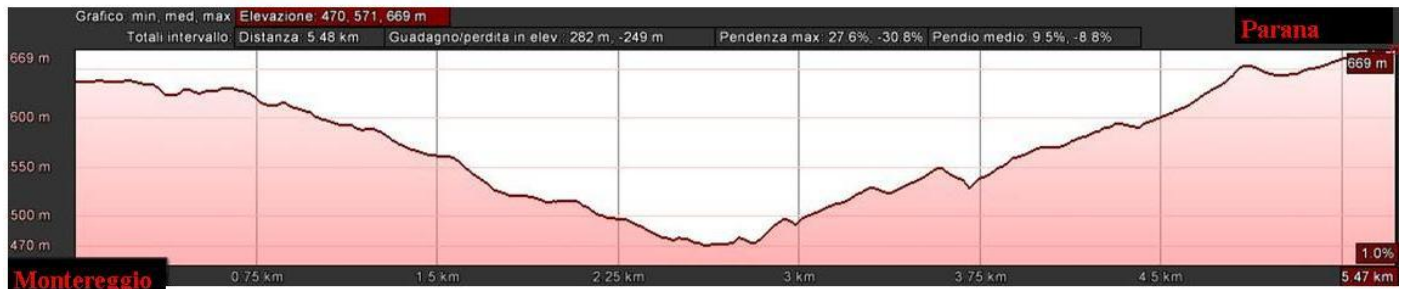 Grafico: min, med, max Elevazione: 470, 571, 669 m
Parana
Totali intervallo: Distanza: 5.48 km Guadagno/perdita in elev.: 282 m, -249 m Pendenza max: 27.6%, -30.8% Pendio medio: 9.5%, -8.8%
669 m
669 m
600 m
550 m
500 m
470 m
1.0%
Montereggio 0.75 km 1.5 km 2.25 km 3 km 3.75 km 4.5 km 5.47 km